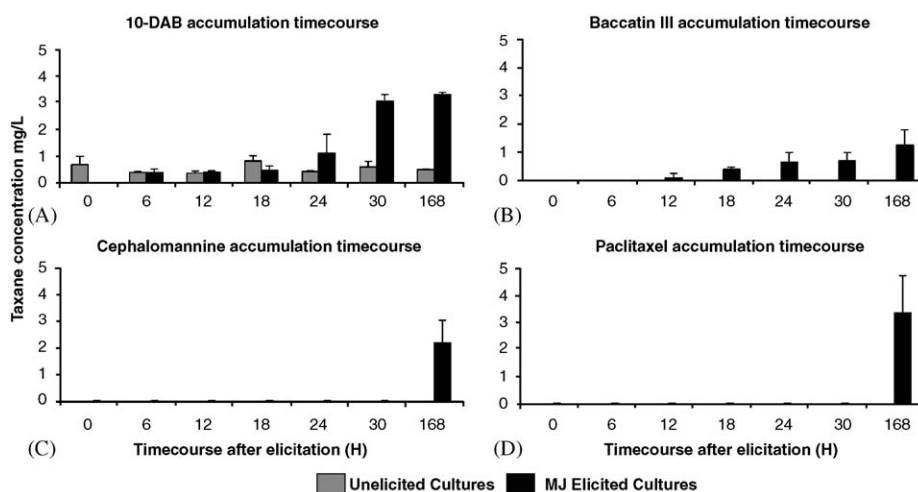 10-DAB accumulation timecourse
Baccatin III accumulation timecourse
Taxane concentration mg/L
5
4
3
2
1
0
0 6 12 18 24 30 168
(A)
5
4
3
2
1
0
0 6 12 18 24 30 168
(B)
Cephalomannine accumulation timecourse
Paclitaxel accumulation timecourse
5
4
3
2
1
0
0 6 12 18 24 30 168
(C)
Timecourse after elicitation (H)
5
4
3
2
1
0
0 6 12 18 24 30 168
(D)
Timecourse after elicitation (H)
Unelicited Cultures MJ Elicited Cultures